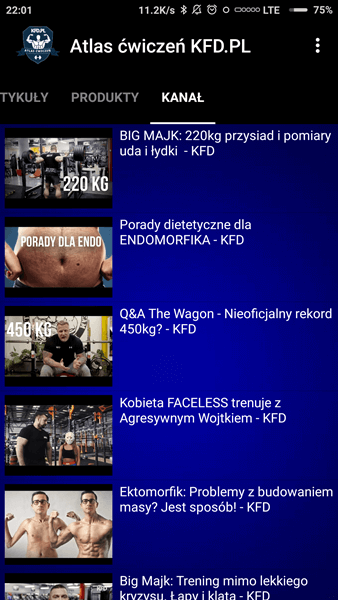 22:01
11.2K/s
LTE
75%
KFD.PL
ATLAS ĆWICZEŃ
Atlas ćwiczeń KFD.PL
TYKUŁY
PRODUKTY
KANAŁ
220 KG
BIG MAJK: 220kg przysiad i pomiary
uda i łydki - KFD
PORADY DLA ENDO
Porady dietetyczne dla
ENDOMORFIKA - KFD
450 KG
Q&A The Wagon - Nieoficjalny rekord
450kg? - KFD
Kobieta FACELESS trenuje z
Agresywnym Wojtkiem - KFD
Ektomorfik: Problemy z budowaniem
masy? Jest sposób! - KFD
Big Majk: Trening mimo lekkiego
kryzysu. Łapy i klata - KFD